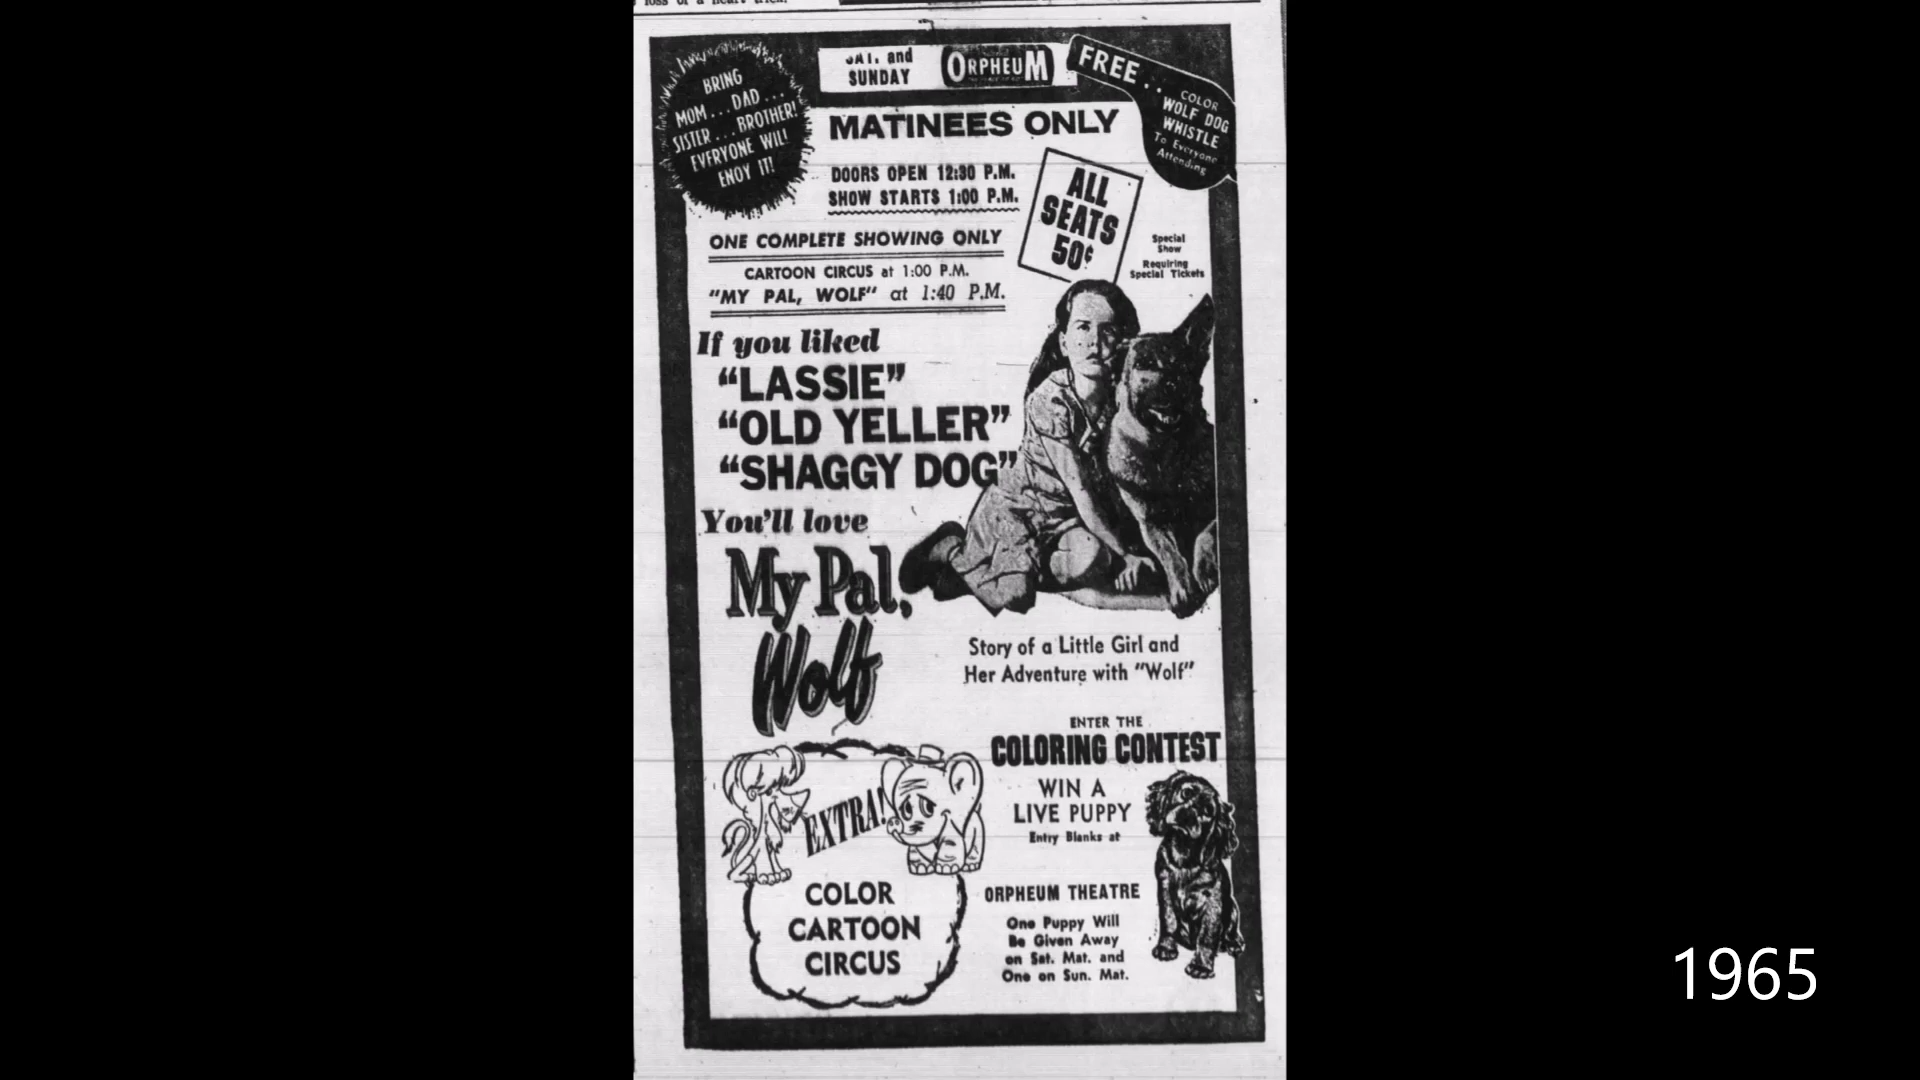 loss of a heart trick.
BRING
MOM... DAD...
SISTER... BROTHER!
EVERYONE WILL
ENOY IT!
SAT. and
SUNDAY
ORPHEUM
FREE..
COLOR
WOLF DOG
WHISTLE
To Everyone
Attending
MATINEES ONLY
DOORS OPEN 12:30 P.M.
SHOW STARTS 1:00 P.M.
ALL
SEATS
50¢
Special
Show
Requiring
Special Tickets
ONE COMPLETE SHOWING ONLY
CARTOON CIRCUS at 1:00 P.M.
"MY PAL, WOLF" at 1:40 P.M.
If you liked
"LASSIE"
"OLD YELLER"
"SHAGGY DOG"
You'll love
My Pal,
Wolf
Story of a Little Girl and
Her Adventure with "Wolf"
EXTRA!
COLOR
CARTOON
CIRCUS
ENTER THE
COLORING CONTEST
WIN A
LIVE PUPPY
Entry Blanks at
ORPHEUM THEATRE
One Puppy Will
Be Given Away
on Sat. Mat. and
One on Sun. Mat.
1965